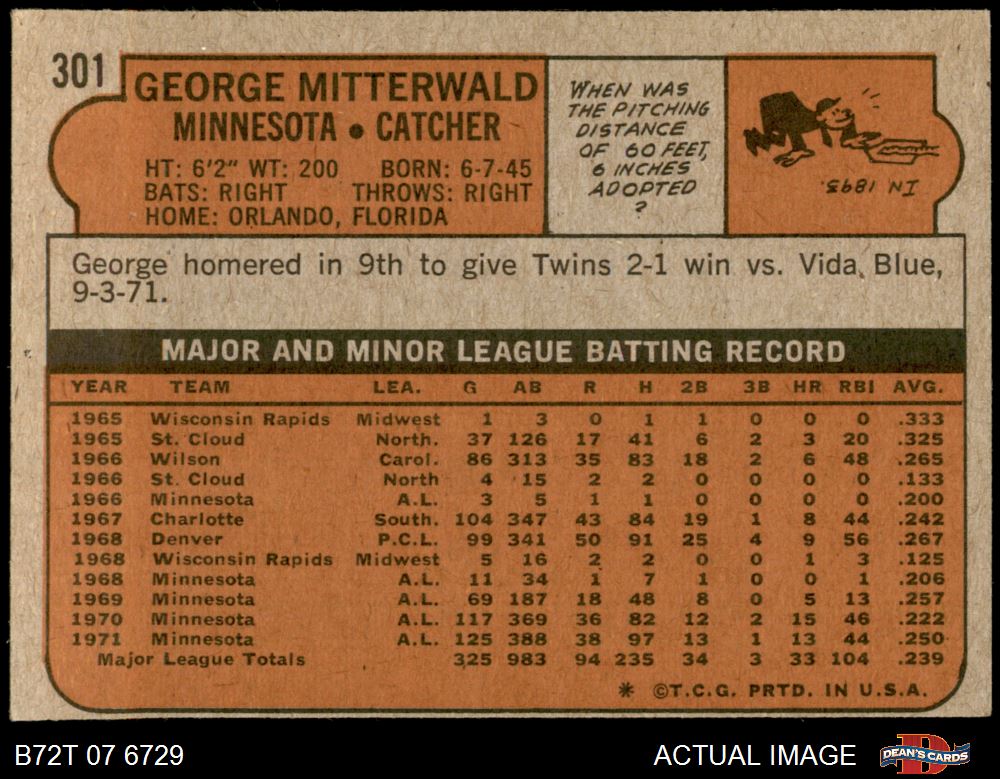 301
GEORGE MITTERWALD
MINNESOTA • CATCHER
HT: 6'2" WT: 200 BORN: 6-7-45
BATS: RIGHT THROWS: RIGHT
HOME: ORLANDO, FLORIDA
WHEN WAS
THE PITCHING
DISTANCE
OF 60 FEET,
6 INCHES
ADOPTED
?
IN 1893.
George homered in 9th to give Twins 2-1 win vs. Vida Blue,
9-3-71.
MAJOR AND MINOR LEAGUE BATTING RECORD
YEAR TEAM LEA. G AB R H 2B 3B HR RBI AVG.
1965 Wisconsin Rapids Midwest 1 3 0 1 1 0 0 0 .333
1965 St. Cloud North. 37 126 17 41 6 2 3 20 .325
1966 Wilson Carol. 86 313 35 83 18 2 6 48 .265
1966 St. Cloud North 4 15 2 2 0 0 0 0 .133
1966 Minnesota A.L. 3 5 1 1 0 0 0 0 .200
1967 Charlotte South. 104 347 43 84 19 1 8 44 .242
1968 Denver P.C.L. 99 341 50 91 25 4 9 56 .267
1968 Wisconsin Rapids Midwest 5 16 2 2 0 0 1 3 .125
1968 Minnesota A.L. 11 34 1 7 1 0 0 1 .206
1969 Minnesota A.L. 69 187 18 48 8 0 5 13 .257
1970 Minnesota A.L. 117 369 36 82 12 2 15 46 .222
1971 Minnesota A.L. 125 388 38 97 13 1 13 44 .250
Major League Totals 325 983 94 235 34 3 33 104 .239
* ©T.C.G. PRTD. IN U.S.A.
B72T 07 6729
ACTUAL IMAGE
DEAN'S CARDS